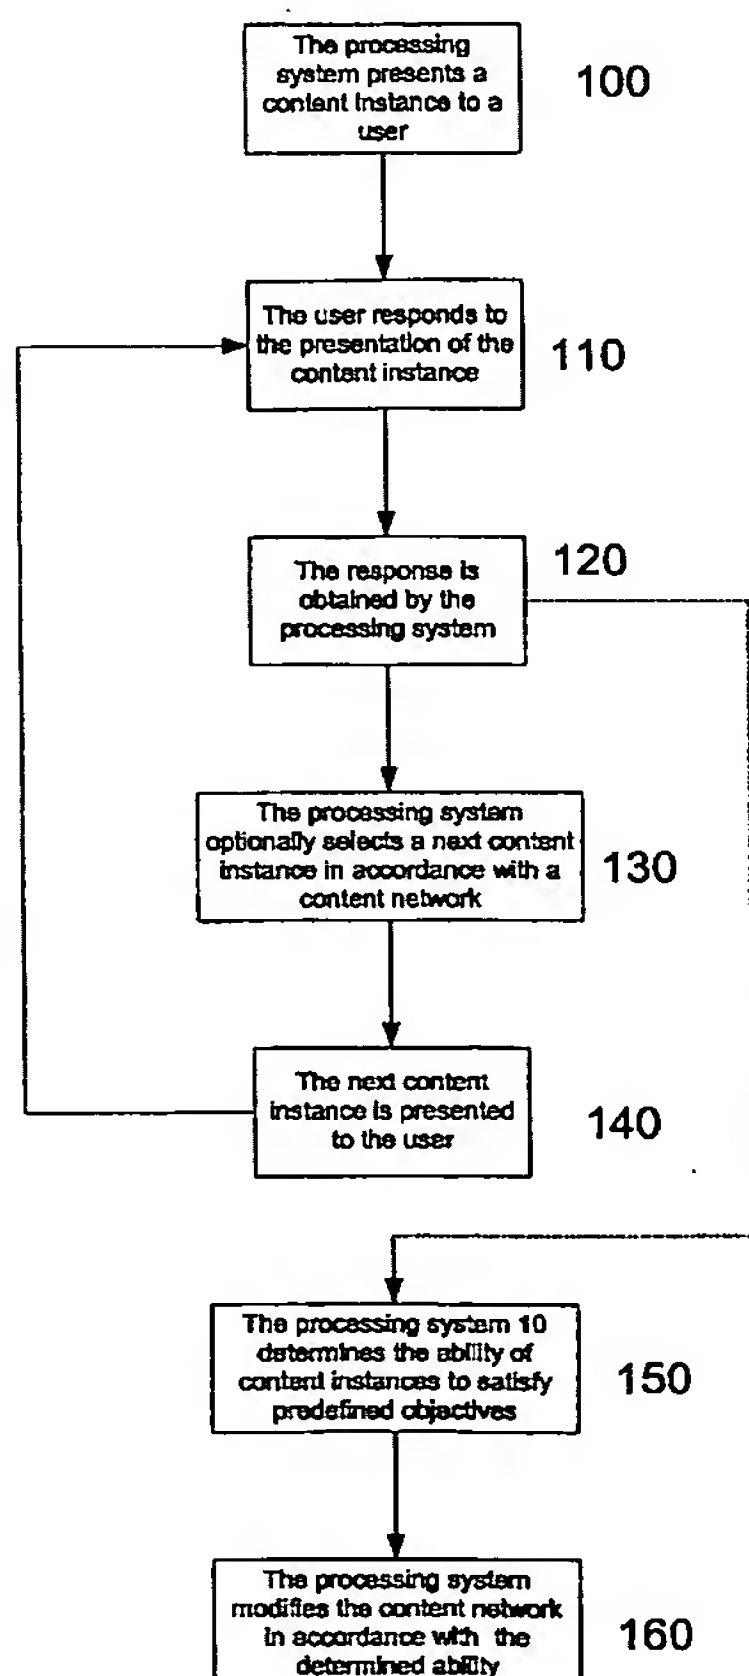 The processing
system presents a
content instance to a
user
100
The user responds to
the presentation of the
content instance
110
The response is
obtained by the
processing system
120
The processing system
optionally selects a next content
instance in accordance with a
content network
130
The next content
instance is presented
to the user
140
The processing system 10
determines the ability of
content instances to satisfy
predefined objectives
150
The processing system
modifies the content network
in accordance with the
determined ability
160